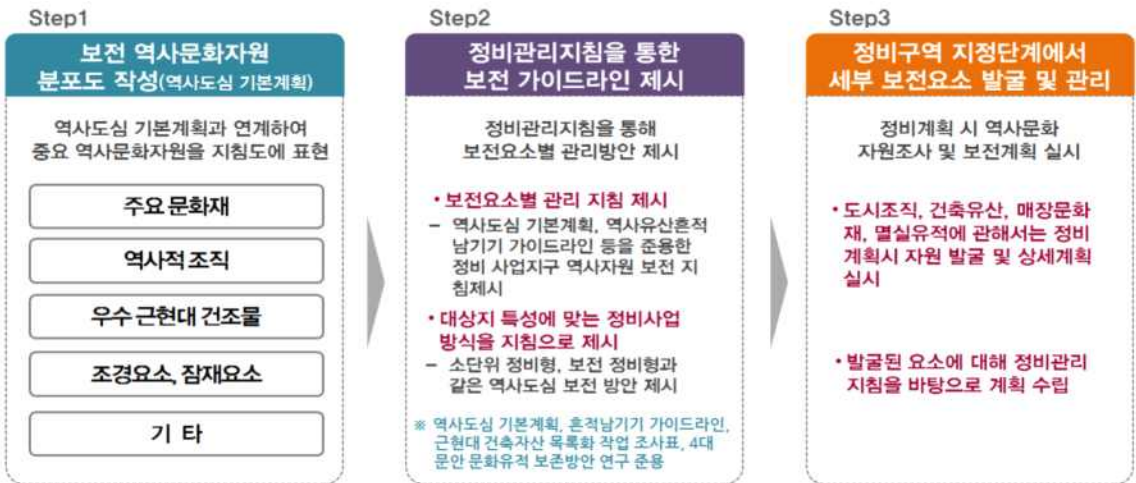 Step1
보전 역사문화자원
분포도 작성(역사도심 기본계획)
역사도심 기본계획과 연계하여
중요 역사문화자원을 지침도에 표현
주요 문화재
역사적 조직
우수 근현대 건조물
조경요소, 잠재요소
기 타
Step2
정비관리지침을 통한
보전 가이드라인 제시
정비관리지침을 통해
보전요소별 관리방안 제시
• 보전요소별 관리 지침 제시
– 역사도심 기본계획, 역사유산흔적
남기기 가이드라인 등을 준용한
정비 사업지구 역사자원 보전 지
침제시
• 대상지 특성에 맞는 정비사업
방식을 지침으로 제시
– 소단위 정비형, 보전 정비형과
같은 역사도심 보전 방안 제시
※ 역사도심 기본계획, 흔적남기기 가이드라인,
근현대 건축자산 목록화 작업 조사표, 4대
문안 문화유적 보존방안 연구 준용
Step3
정비구역 지정단계에서
세부 보전요소 발굴 및 관리
정비계획 시 역사문화
자원조사 및 보전계획 실시
• 도시조직, 건축유산, 매장문화
재, 멸실유적에 관해서는 정비
계획시 자원 발굴 및 상세계획
실시
• 발굴된 요소에 대해 정비관리
지침을 바탕으로 계획 수립